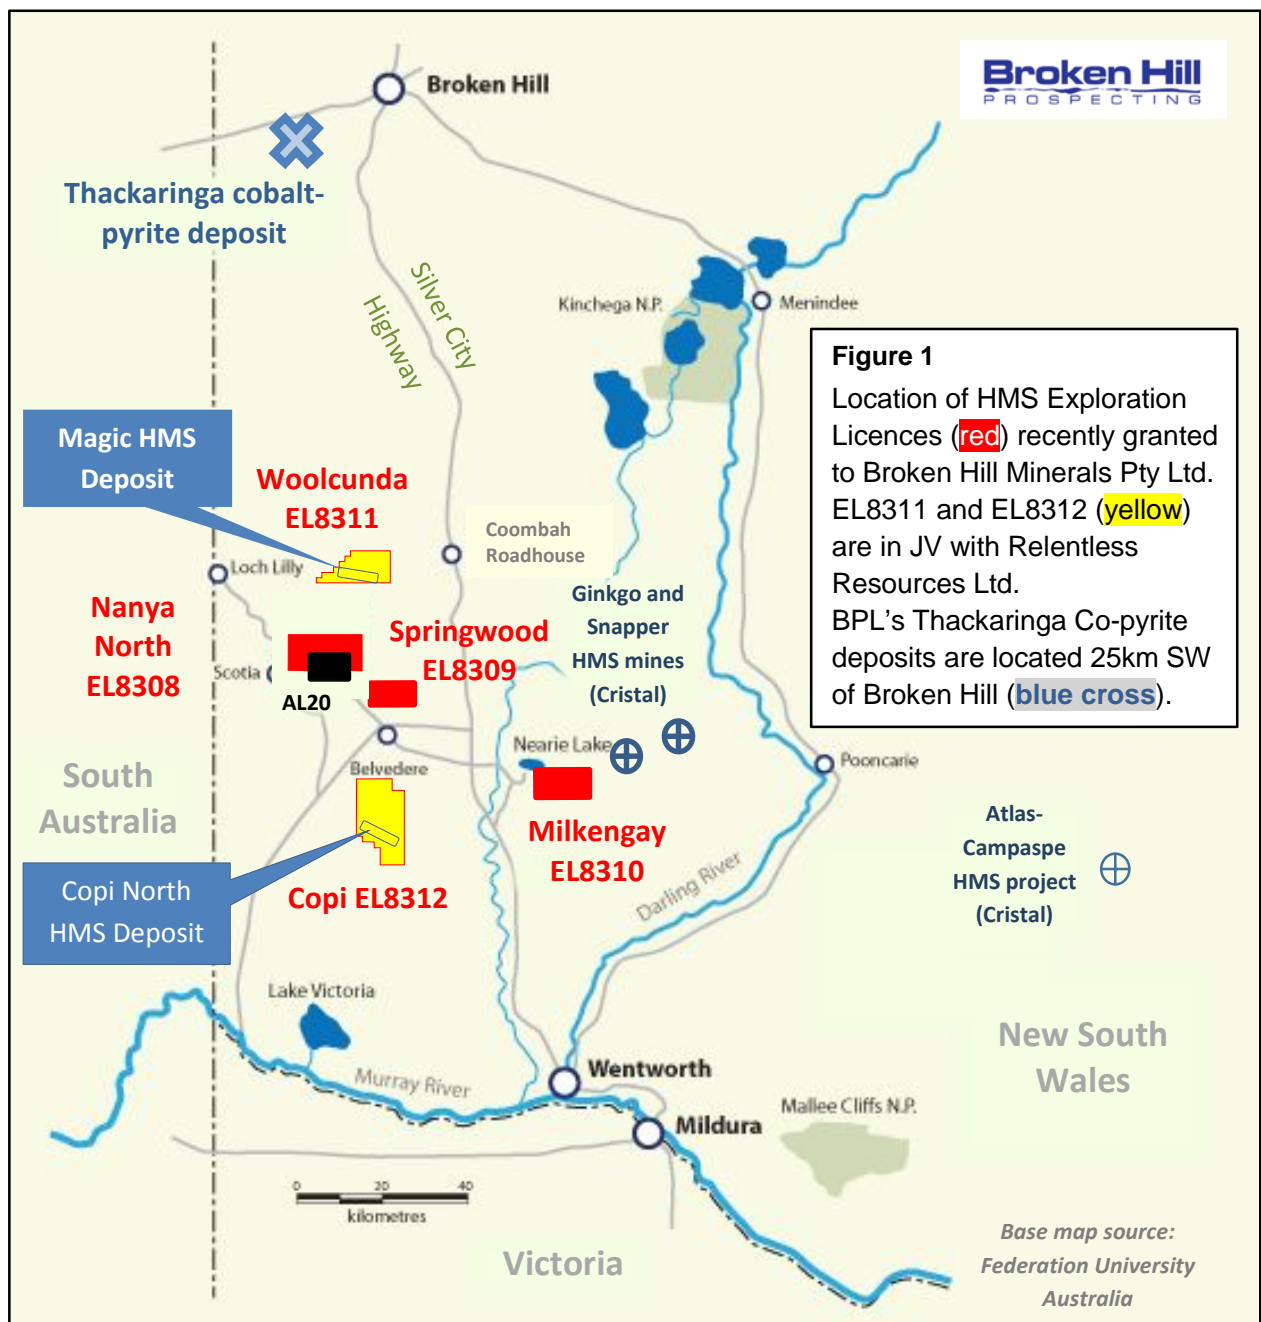 Broken Hill
Broken Hill
PROSPECTING
Thackaringa cobalt-
pyrite deposit
Silver City
Highway
Kinchega N.P.
Menindee
Figure 1
Location of HMS Exploration
Licences (red) recently granted
to Broken Hill Minerals Pty Ltd.
EL8311 and EL8312 (yellow)
are in JV with Relentless
Resources Ltd.
BPL's Thackaringa Co-pyrite
deposits are located 25km SW
of Broken Hill (blue cross).
Magic HMS
Deposit
Woolcunda
EL8311
Coombah
Roadhouse
Loch Lilly
Ginkgo and
Snapper
HMS mines
(Cristal)
Nanya
North
EL8308
Springwood
EL8309
Scotia
AL20
Nearie Lake
Pooncarie
Belvedere
South
Australia
Milkengay
EL8310
Atlas-
Campaspe
HMS project
(Cristal)
Darling River
Copi North
HMS Deposit
Copi EL8312
Lake Victoria
New South
Wales
Murray River
Wentworth
Mallee Cliffs N.P.
Mildura
0 20 40
kilometres
Victoria
Base map source:
Federation University
Australia